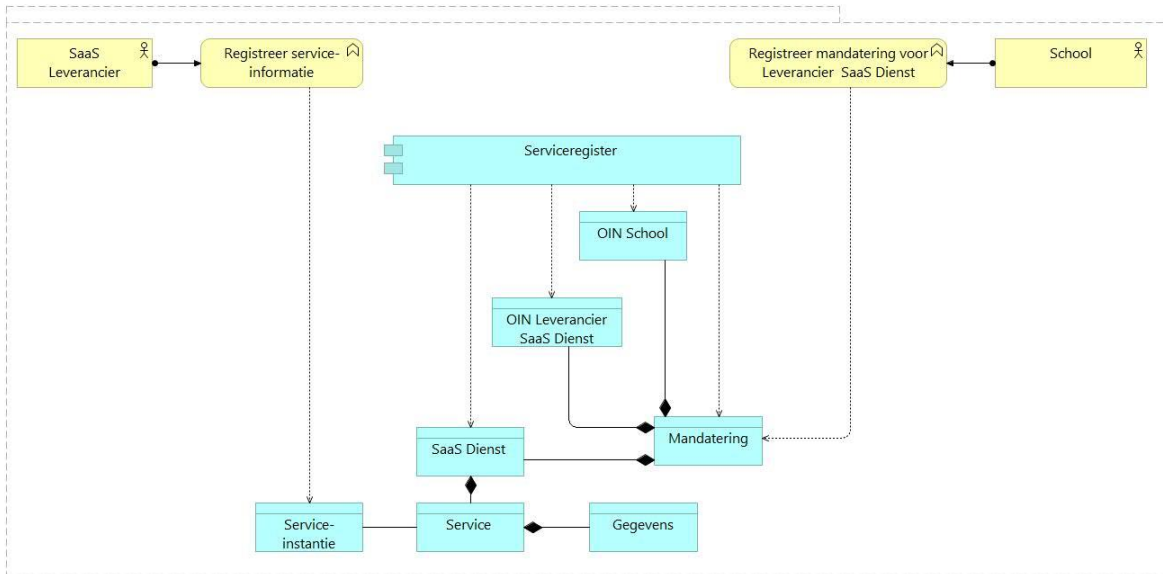 SaaS
Leverancier
Registreer service-
informatie
Registreer mandatering voor
Leverancier SaaS Dienst
School
Serviceregister
OIN School
OIN Leverancier
SaaS Dienst
Mandatering
SaaS Dienst
Service-
instantie
Service
Gegevens